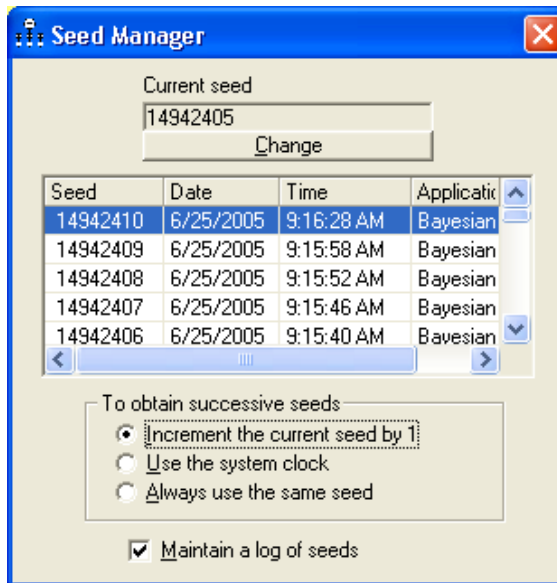 Seed Manager
Current seed
14942405
Change
Seed Date Time Applicatic
14942410 6/25/2005 9:16:28 AM Bayesian
14942409 6/25/2005 9:15:58 AM Bayesian
14942408 6/25/2005 9:15:52 AM Bayesian
14942407 6/25/2005 9:15:46 AM Bayesian
14942406 6/25/2005 9:15:40 AM Bayesian
To obtain successive seeds
Increment the current seed by 1
Use the system clock
Always use the same seed
Maintain a log of seeds